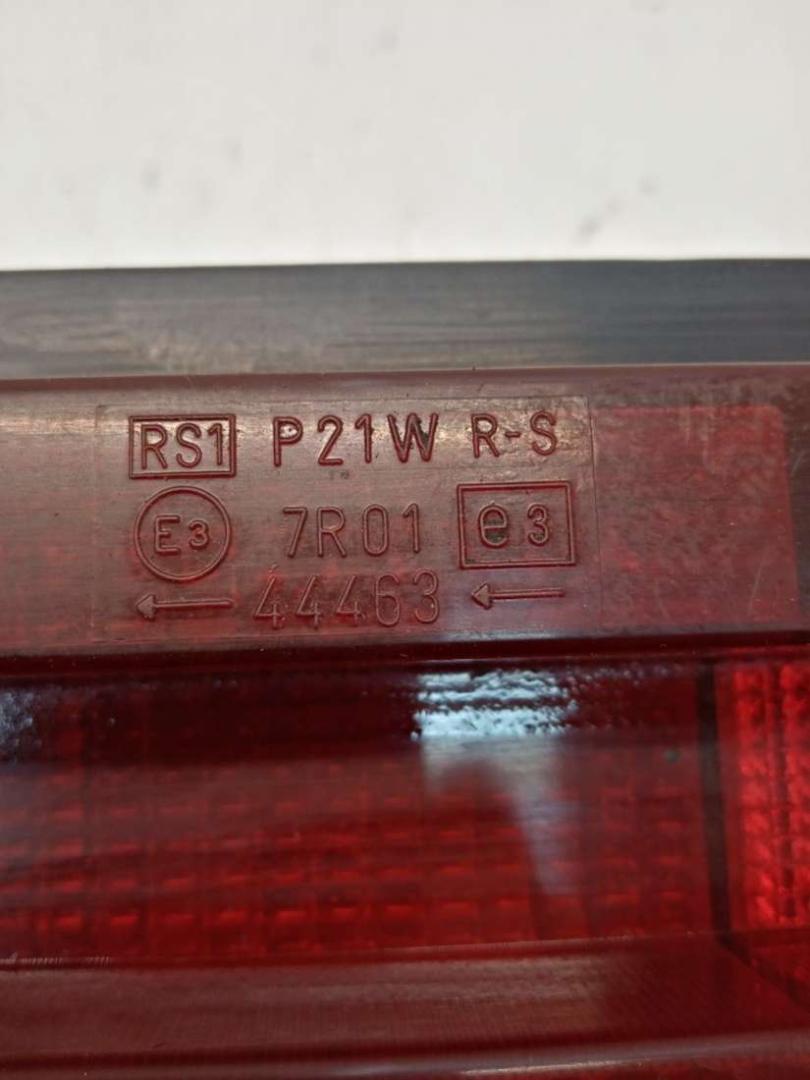 RS1 P21W R-S
E3 7R01 e3
← 44463 ←